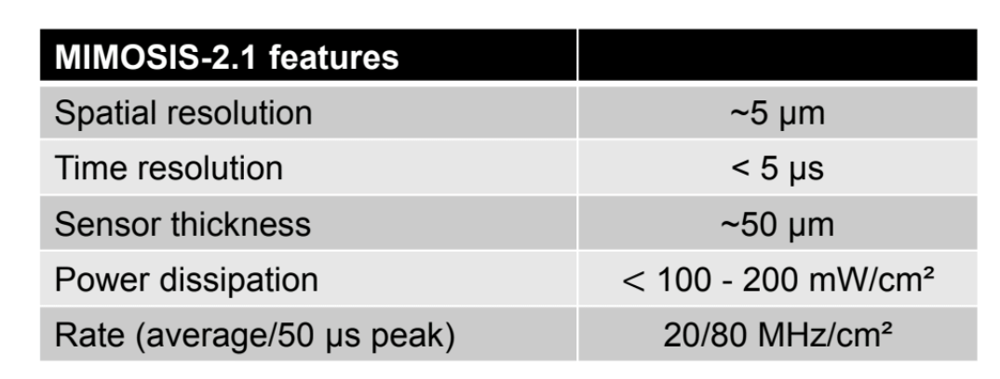 MIMOSIS-2.1 features
Spatial resolution ~5 μm
Time resolution < 5 μs
Sensor thickness ~50 μm
Power dissipation < 100 - 200 mW/cm²
Rate (average/50 μs peak) 20/80 MHz/cm²